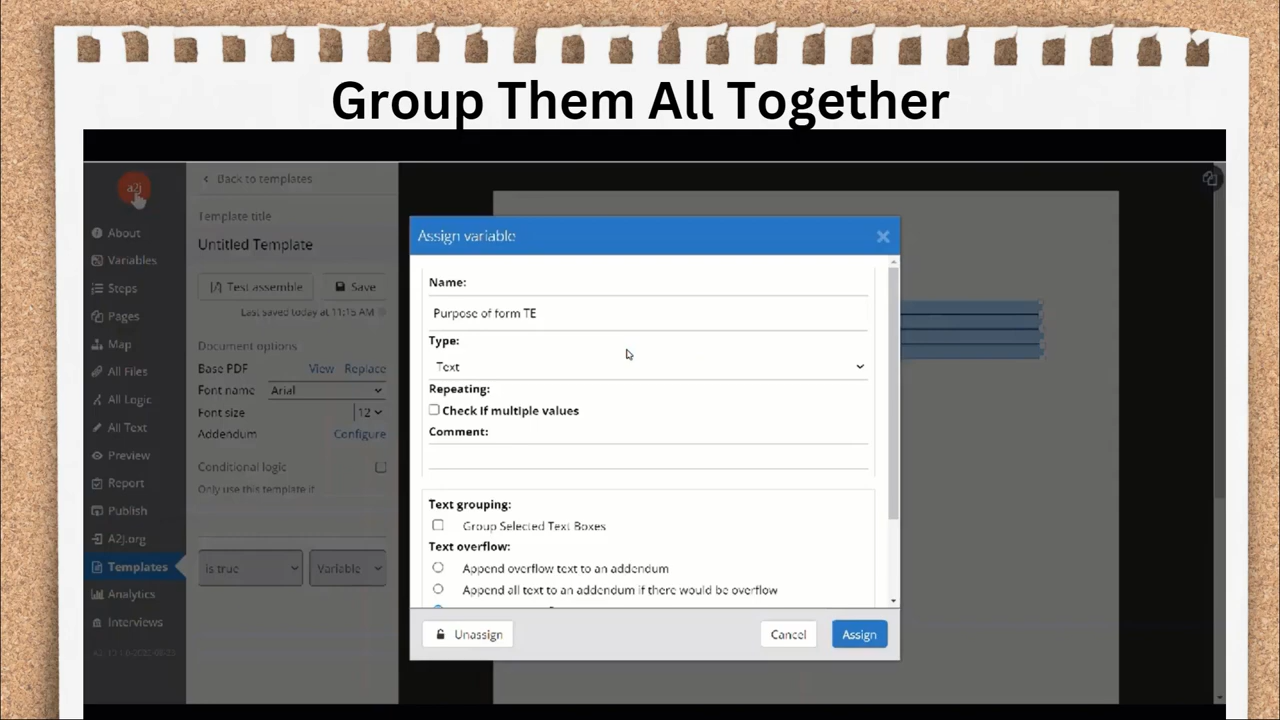 Group Them All Together
a2j
Back to templates
Template title
Untitled Template
Test assemble
Save
Last saved today at 11:15 AM
Document options
Base PDF View Replace
Font name Arial
Font size 12
Addendum Configure
Conditional logic
Only use this template if
is true Variable
About
Variables
Steps
Pages
Map
All Files
All Logic
All Text
Preview
Report
Publish
A2J.org
Templates
Analytics
Interviews
Assign variable
Name:
Purpose of form TE
Type:
Text
Repeating:
Check if multiple values
Comment:
Text grouping:
Group Selected Text Boxes
Text overflow:
Append overflow text to an addendum
Append all text to an addendum if there would be overflow
Unassign
Cancel
Assign